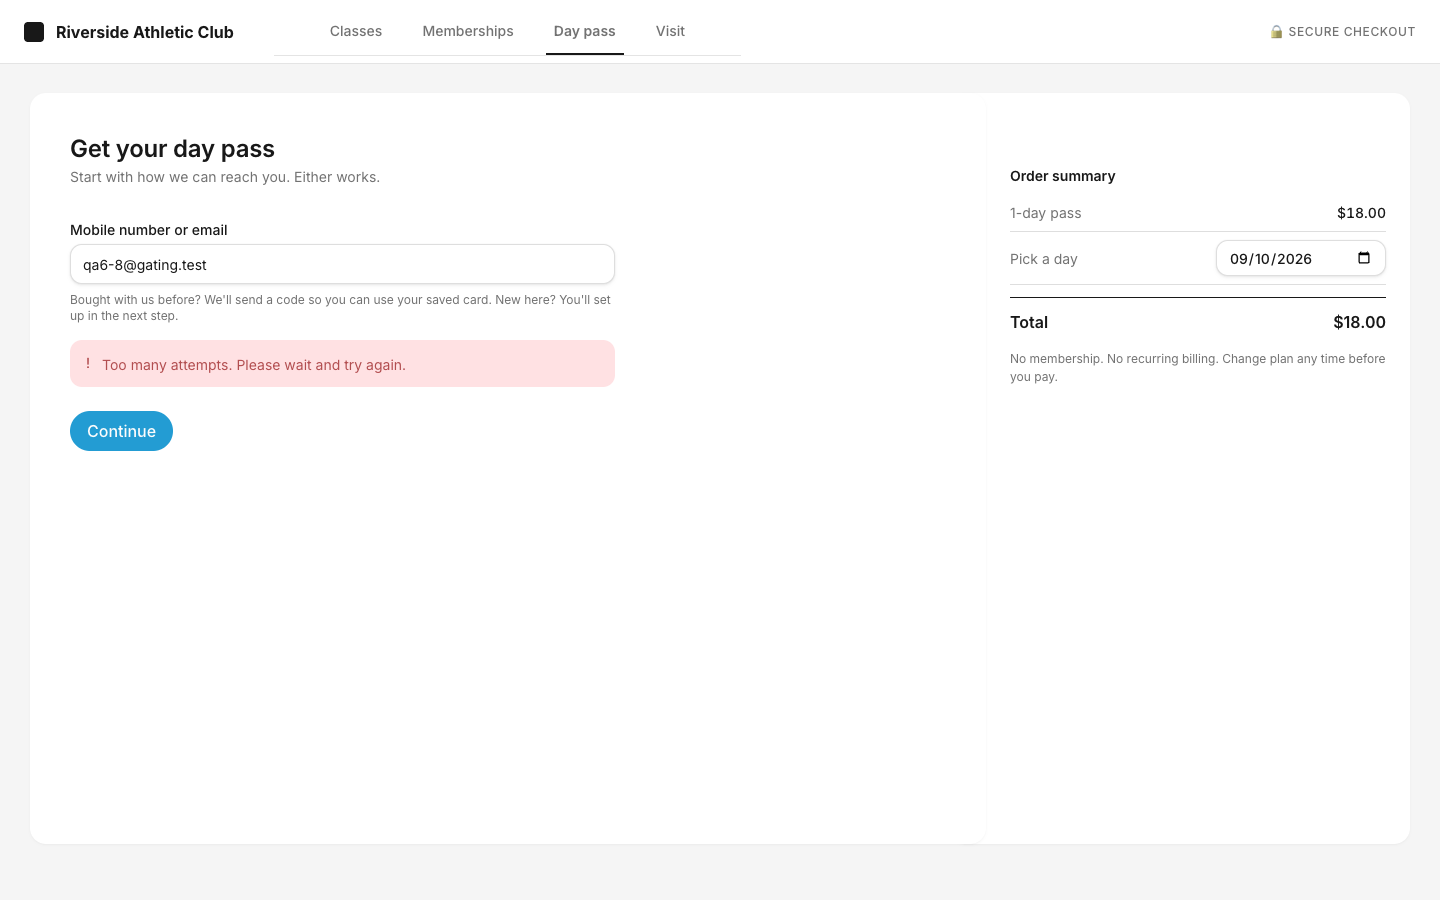 Riverside Athletic Club
Classes
Memberships
Day pass
Visit
🔒 SECURE CHECKOUT
Get your day pass
Start with how we can reach you. Either works.
Mobile number or email
qa6-8@gating.test
Bought with us before? We'll send a code so you can use your saved card. New here? You'll set
up in the next step.
! Too many attempts. Please wait and try again.
Continue
Order summary
1-day pass $18.00
Pick a day 09/10/2026
Total $18.00
No membership. No recurring billing. Change plan any time before
you pay.